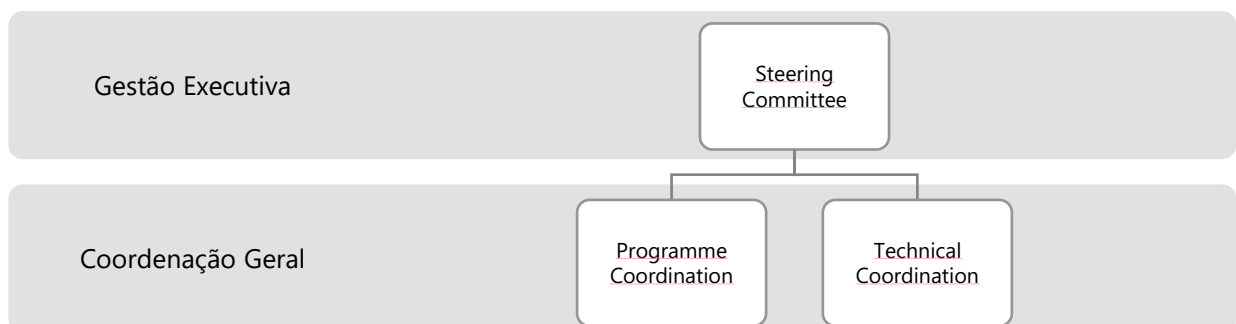 Gestão Executiva
Steering
Committee
Coordenação Geral
Programme
Coordination
Technical
Coordination